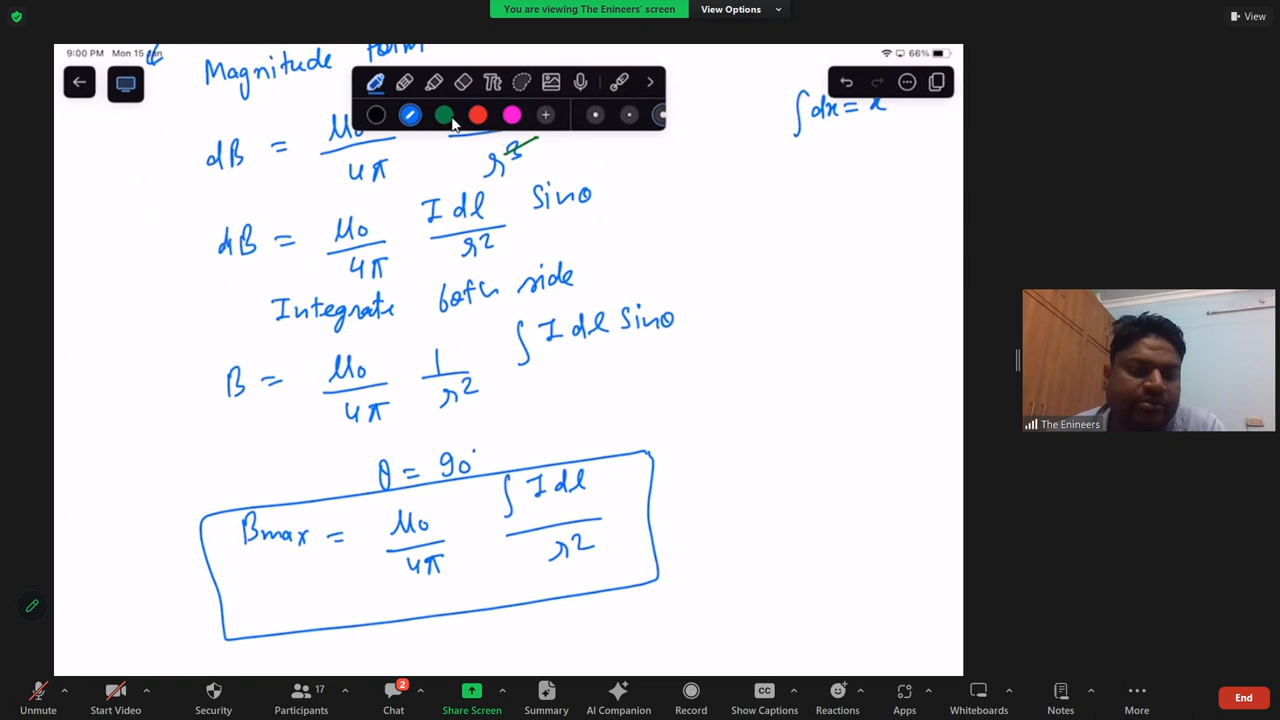 You are viewing The Enineers' screen
View Options
View
9:00 PM Mon 15 Jan
66%
Magnitude form
∫dx = x
dB = μ0/4π r3
dB = μ0/4π I dl/r2 Sinθ
Integrate both side
B = μ0/4π 1/r2 ∫ I dl Sinθ
θ = 90°
Bmax = μ0/4π ∫ I dl/r2
The Enineers
Unmute
Start Video
Security
17
Participants
2
Chat
Share Screen
Summary
AI Companion
Record
CC
Show Captions
Reactions
Apps
Whiteboards
Notes
More
End